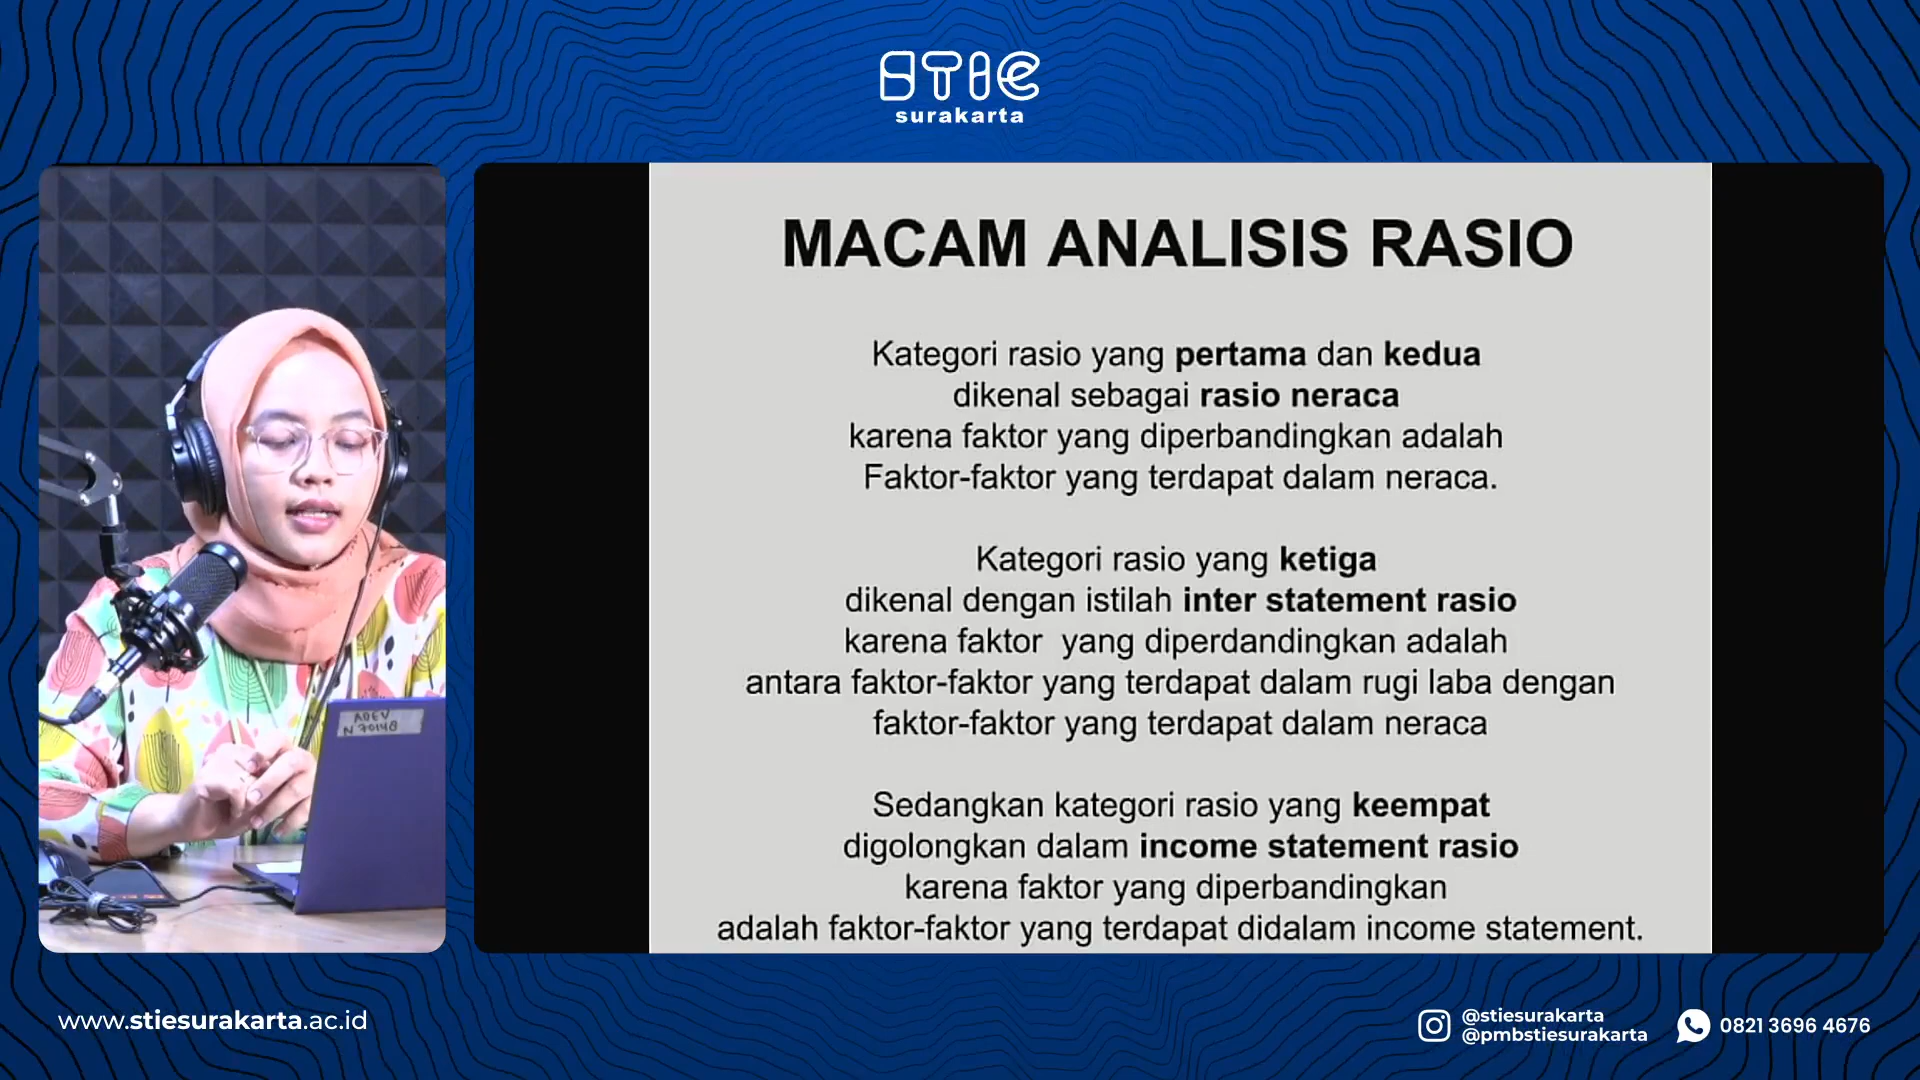 STIE
surakarta
MACAM ANALISIS RASIO
Kategori rasio yang pertama dan kedua
dikenal sebagai rasio neraca
karena faktor yang diperbandingkan adalah
Faktor-faktor yang terdapat dalam neraca.
Kategori rasio yang ketiga
dikenal dengan istilah inter statement rasio
karena faktor  yang diperdandingkan adalah
antara faktor-faktor yang terdapat dalam rugi laba dengan
faktor-faktor yang terdapat dalam neraca
Sedangkan kategori rasio yang keempat
digolongkan dalam income statement rasio
karena faktor yang diperbandingkan
adalah faktor-faktor yang terdapat didalam income statement.
ADEV
N 70148
www.stiesurakarta.ac.id
@stiesurakarta
@pmbstiesurakarta
0821 3696 4676